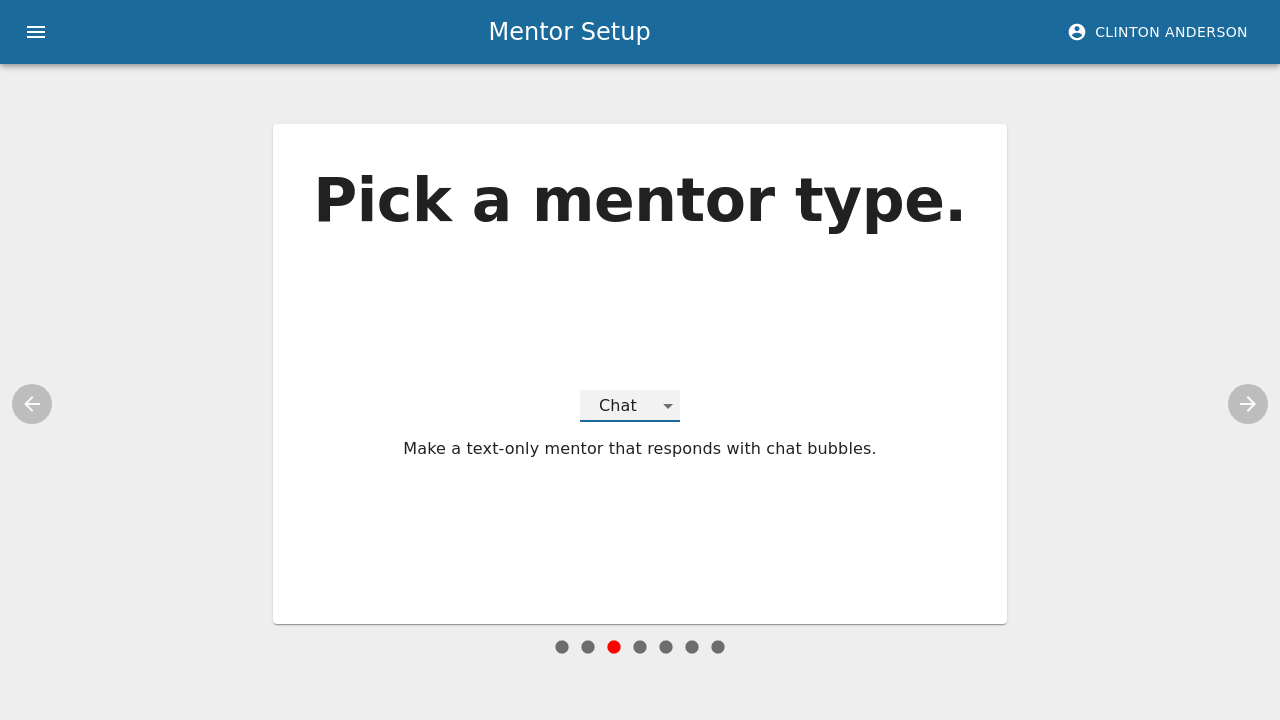 Mentor Setup
CLINTON ANDERSON
Pick a mentor type.
Chat
Make a text-only mentor that responds with chat bubbles.